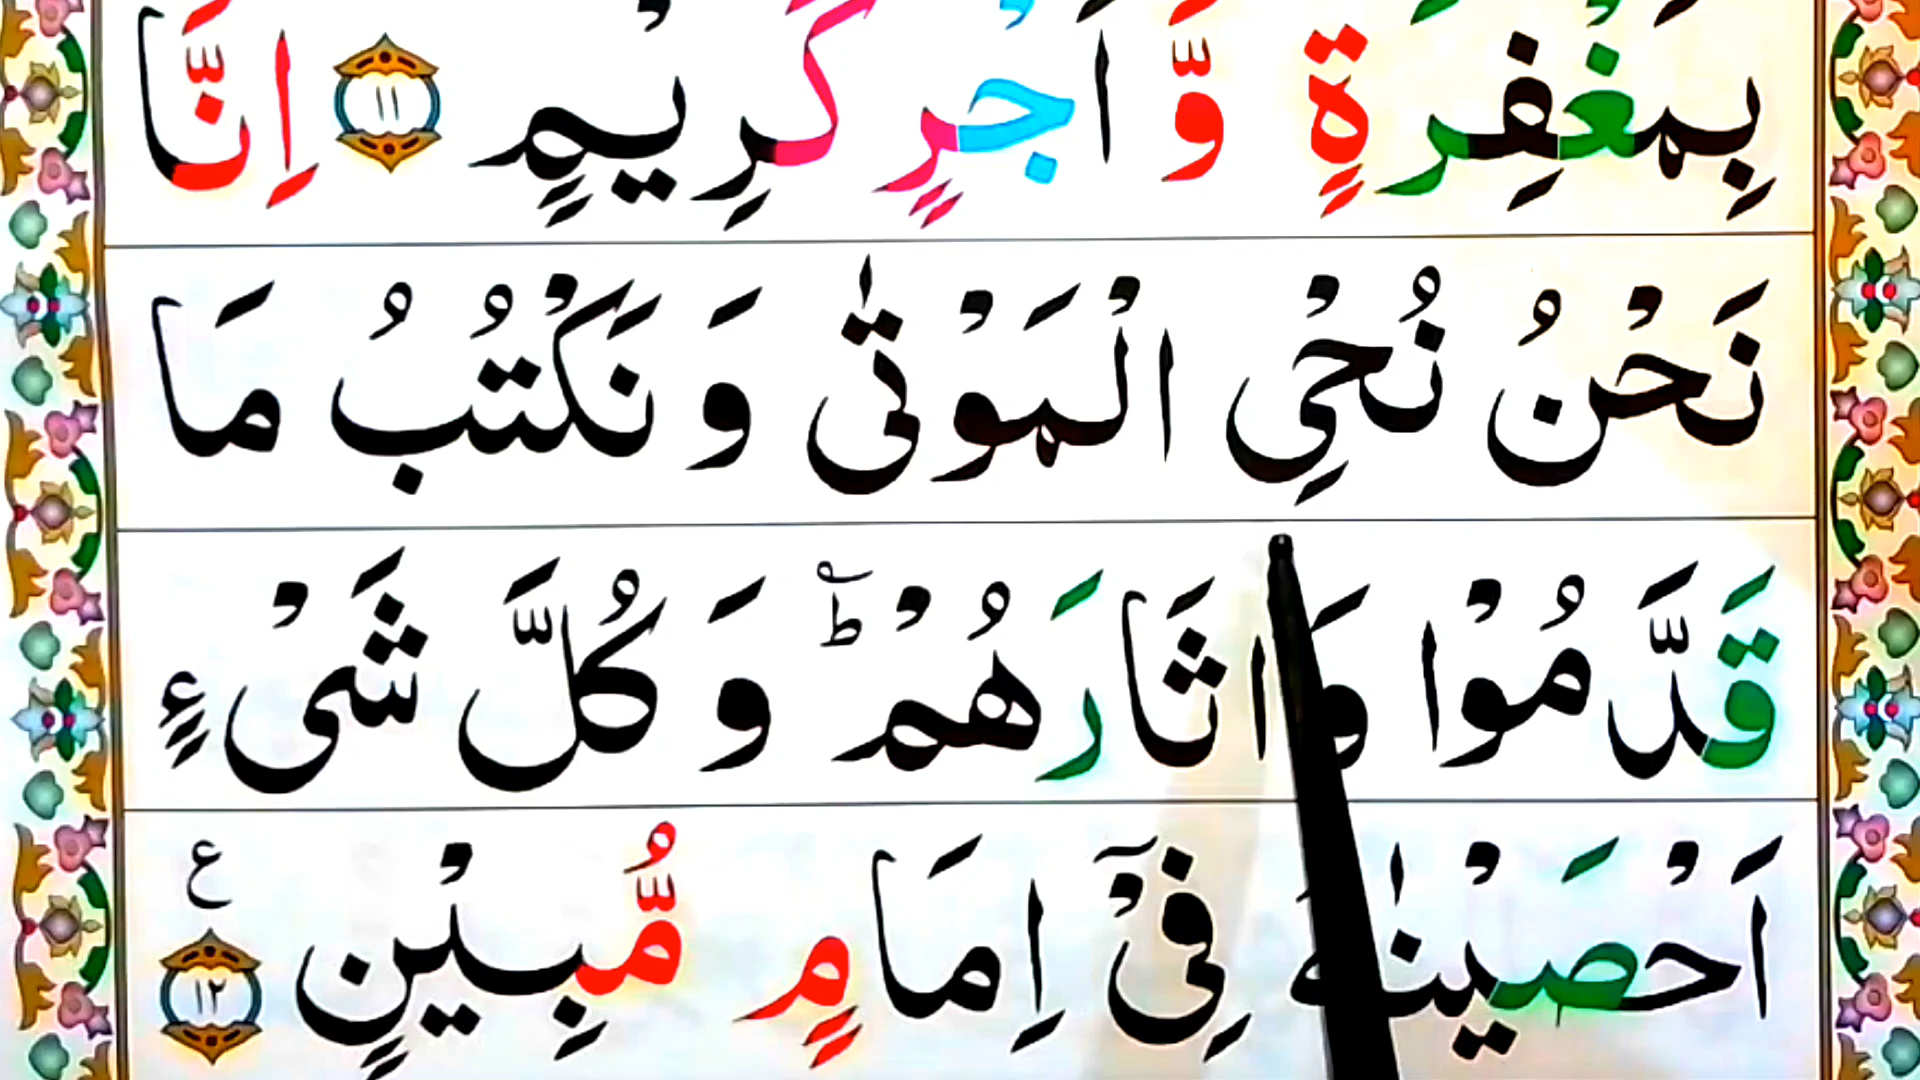 بِمَغْفِرَةٍ وَّ اَجْرٍ كَرِيْمٍ ١١ اِنَّا
نَحْنُ نُحْيِ الْمَوْتٰى وَ نَكْتُبُ مَا
قَدَّمُوْا وَ اٰثَارَهُمْ ؕ وَ كُلَّ شَىْءٍ
اَحْصَيْنٰهُ فِىْۤ اِمَامٍ مُّبِيْنٍ ١٢ ع